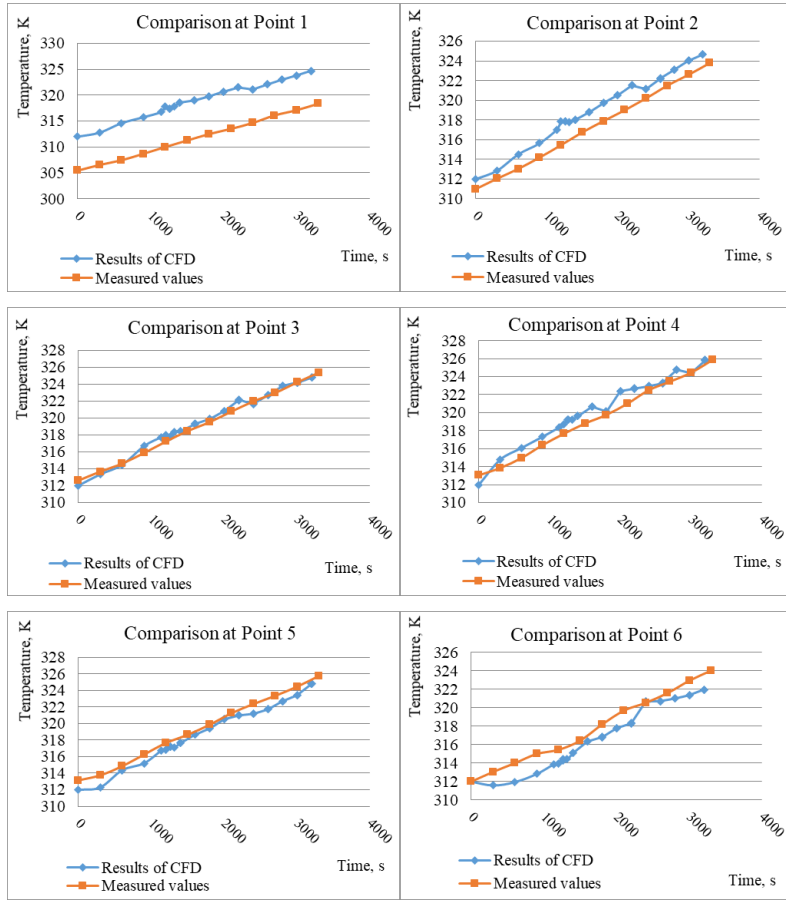 Comparison at Point 1
Temperature, K
330
325
320
315
310
305
300
0
1000
2000
3000
4000
Time, s
Results of CFD
Measured values
Comparison at Point 2
Temperature, K
326
324
322
320
318
316
314
312
310
0
1000
2000
3000
4000
Time, s
Results of CFD
Measured values
Comparison at Point 3
Temperature, K
328
326
324
322
320
318
316
314
312
310
0
1000
2000
3000
4000
Time, s
Results of CFD
Measured values
Comparison at Point 4
Temperature, K
328
326
324
322
320
318
316
314
312
310
0
1000
2000
3000
4000
Time, s
Results of CFD
Measured values
Comparison at Point 5
Temperature, K
328
326
324
322
320
318
316
314
312
310
0
1000
2000
3000
4000
Time, s
Results of CFD
Measured values
Comparison at Point 6
Temperature, K
326
324
322
320
318
316
314
312
310
0
1000
2000
3000
4000
Time, s
Results of CFD
Measured values